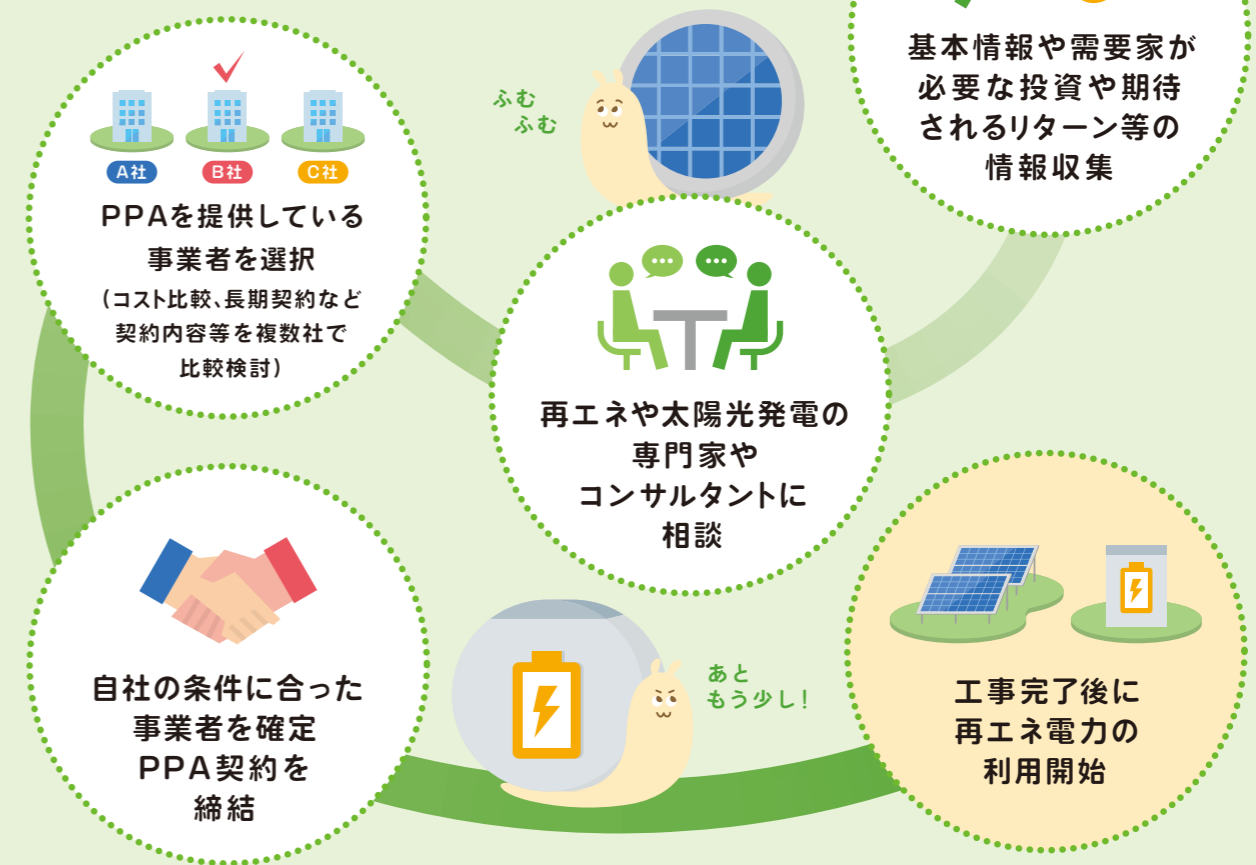 基本情報や需要家が
必要な投資や期待
されるリターン等の
情報収集
ふむ
ふむ
再エネや太陽光発電の
専門家や
コンサルタントに
相談
A社
B社
C社
PPAを提供している
事業者を選択
(コスト比較、長期契約など
契約内容等を複数社で
比較検討)
自社の条件に合った
事業者を確定
PPA契約を
締結
あと
もう少し!
工事完了後に
再エネ電力の
利用開始